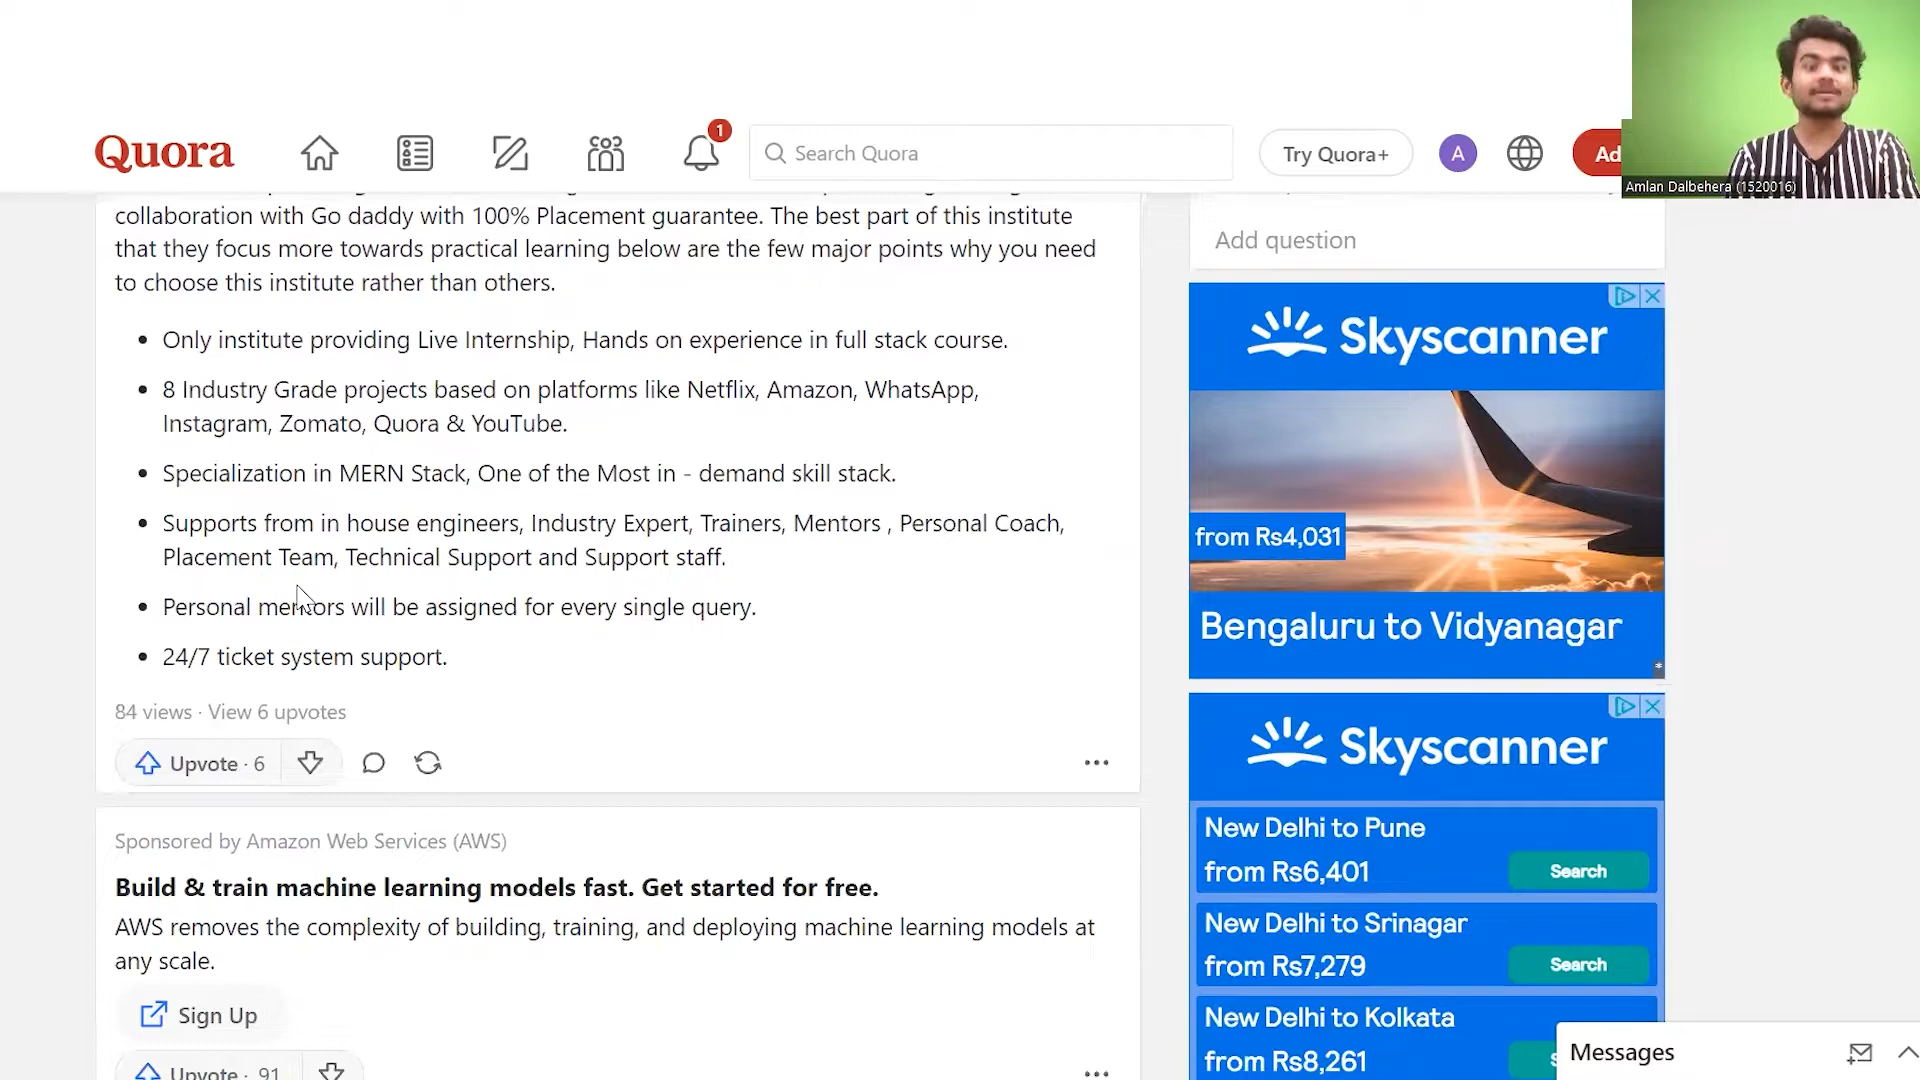 Quora
1
Search Quora
Try Quora+
A
Ad
Amlan Dalbehera (1520016)
collaboration with Go daddy with 100% Placement guarantee. The best part of this institute
that they focus more towards practical learning below are the few major points why you need
to choose this institute rather than others.
• Only institute providing Live Internship, Hands on experience in full stack course.
• 8 Industry Grade projects based on platforms like Netflix, Amazon, WhatsApp,
Instagram, Zomato, Quora & YouTube.
• Specialization in MERN Stack, One of the Most in - demand skill stack.
• Supports from in house engineers, Industry Expert, Trainers, Mentors , Personal Coach,
Placement Team, Technical Support and Support staff.
• Personal mentors will be assigned for every single query.
• 24/7 ticket system support.
84 views · View 6 upvotes
Upvote · 6
Sponsored by Amazon Web Services (AWS)
Build & train machine learning models fast. Get started for free.
AWS removes the complexity of building, training, and deploying machine learning models at
any scale.
Sign Up
Upvote · 91
Add question
Skyscanner
from Rs4,031
Bengaluru to Vidyanagar
*
Skyscanner
New Delhi to Pune
from Rs6,401
Search
New Delhi to Srinagar
from Rs7,279
Search
New Delhi to Kolkata
from Rs8,261
Messages